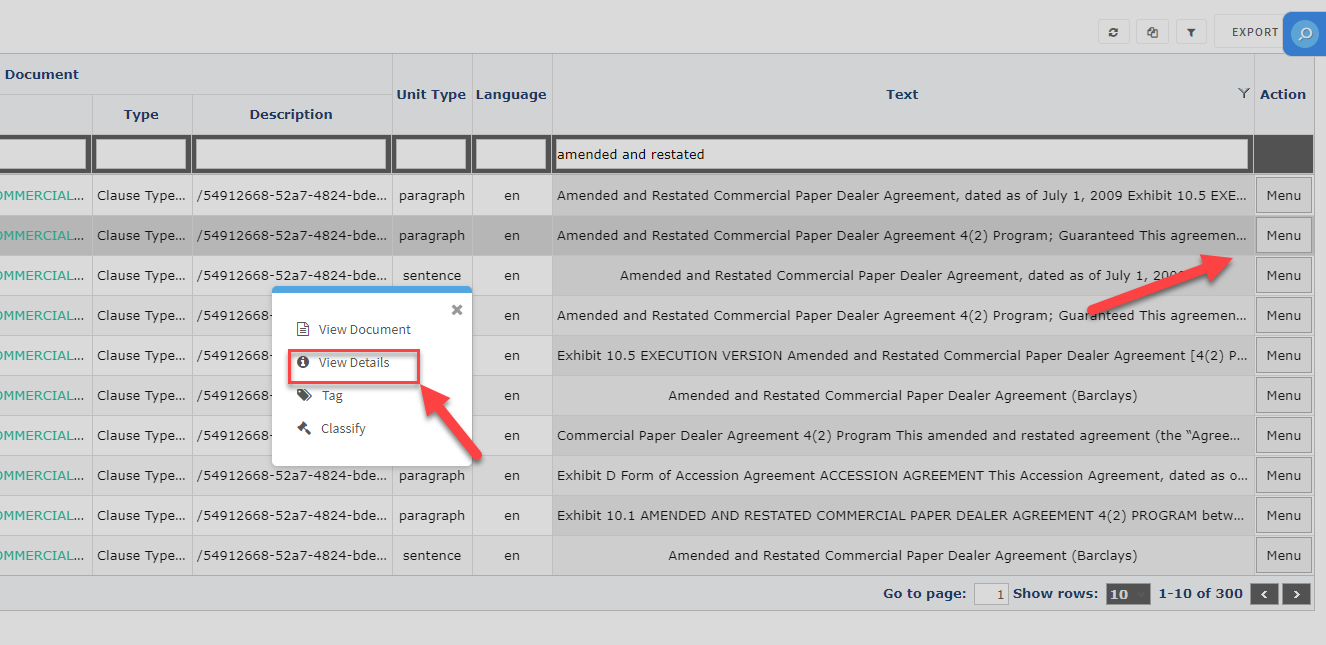 EXPORT
Document
Unit Type Language Text Action
Type Description
amended and restated
OMMERCIAL... Clause Type... /54912668-52a7-4824-bde... paragraph en Amended and Restated Commercial Paper Dealer Agreement, dated as of July 1, 2009 Exhibit 10.5 EXE... Menu
OMMERCIAL... Clause Type... /54912668-52a7-4824-bde... paragraph en Amended and Restated Commercial Paper Dealer Agreement 4(2) Program; Guaranteed This agreemen... Menu
OMMERCIAL... Clause Type... /54912668-52a7-4824-bde... sentence en Amended and Restated Commercial Paper Dealer Agreement, dated as of July 1, Menu
OMMERCIAL... Clause Type... /54912668-52a7-4824-bde... en Amended and Restated Commercial Paper Dealer Agreement 4(2) Program; Guaranteed This agreemen... Menu
OMMERCIAL... Clause Type... /54912668-52a7-4824-bde... en Exhibit 10.5 EXECUTION VERSION Amended and Restated Commercial Paper Dealer Agreement [4(2) P... Menu
OMMERCIAL... Clause Type... /54912668-52a7-4824-bde... en Amended and Restated Commercial Paper Dealer Agreement (Barclays) Menu
OMMERCIAL... Clause Type... /54912668-52a7-4824-bde... en Commercial Paper Dealer Agreement 4(2) Program This amended and restated agreement (the “Agree... Menu
OMMERCIAL... Clause Type... /54912668-52a7-4824-bde... paragraph en Exhibit D Form of Accession Agreement ACCESSION AGREEMENT This Accession Agreement, dated as o... Menu
OMMERCIAL... Clause Type... /54912668-52a7-4824-bde... paragraph en Exhibit 10.1 AMENDED AND RESTATED COMMERCIAL PAPER DEALER AGREEMENT 4(2) PROGRAM betw... Menu
OMMERCIAL... Clause Type... /54912668-52a7-4824-bde... sentence en Amended and Restated Commercial Paper Dealer Agreement (Barclays) Menu
View Document
View Details
Tag
Classify
Go to page: 1 Show rows: 10 1-10 of 300